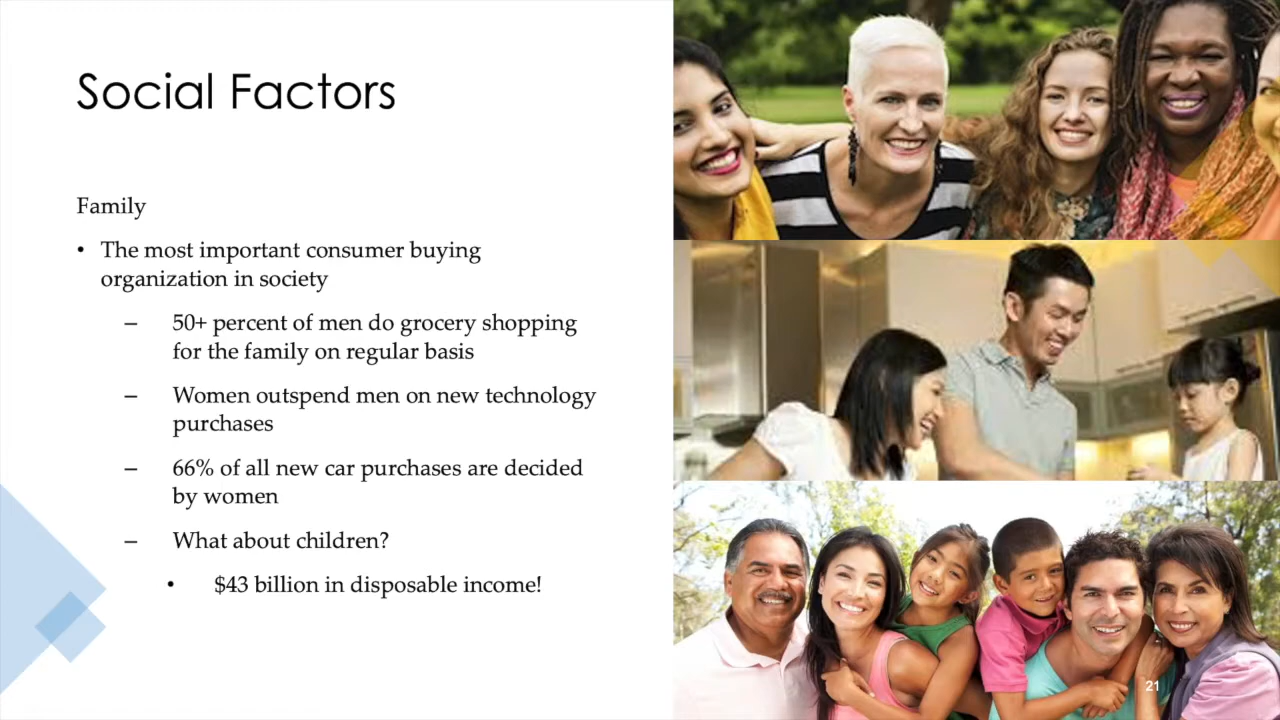 Social Factors
Family
• The most important consumer buying
organization in society
– 50+ percent of men do grocery shopping
for the family on regular basis
– Women outspend men on new technology
purchases
– 66% of all new car purchases are decided
by women
– What about children?
• $43 billion in disposable income!
21